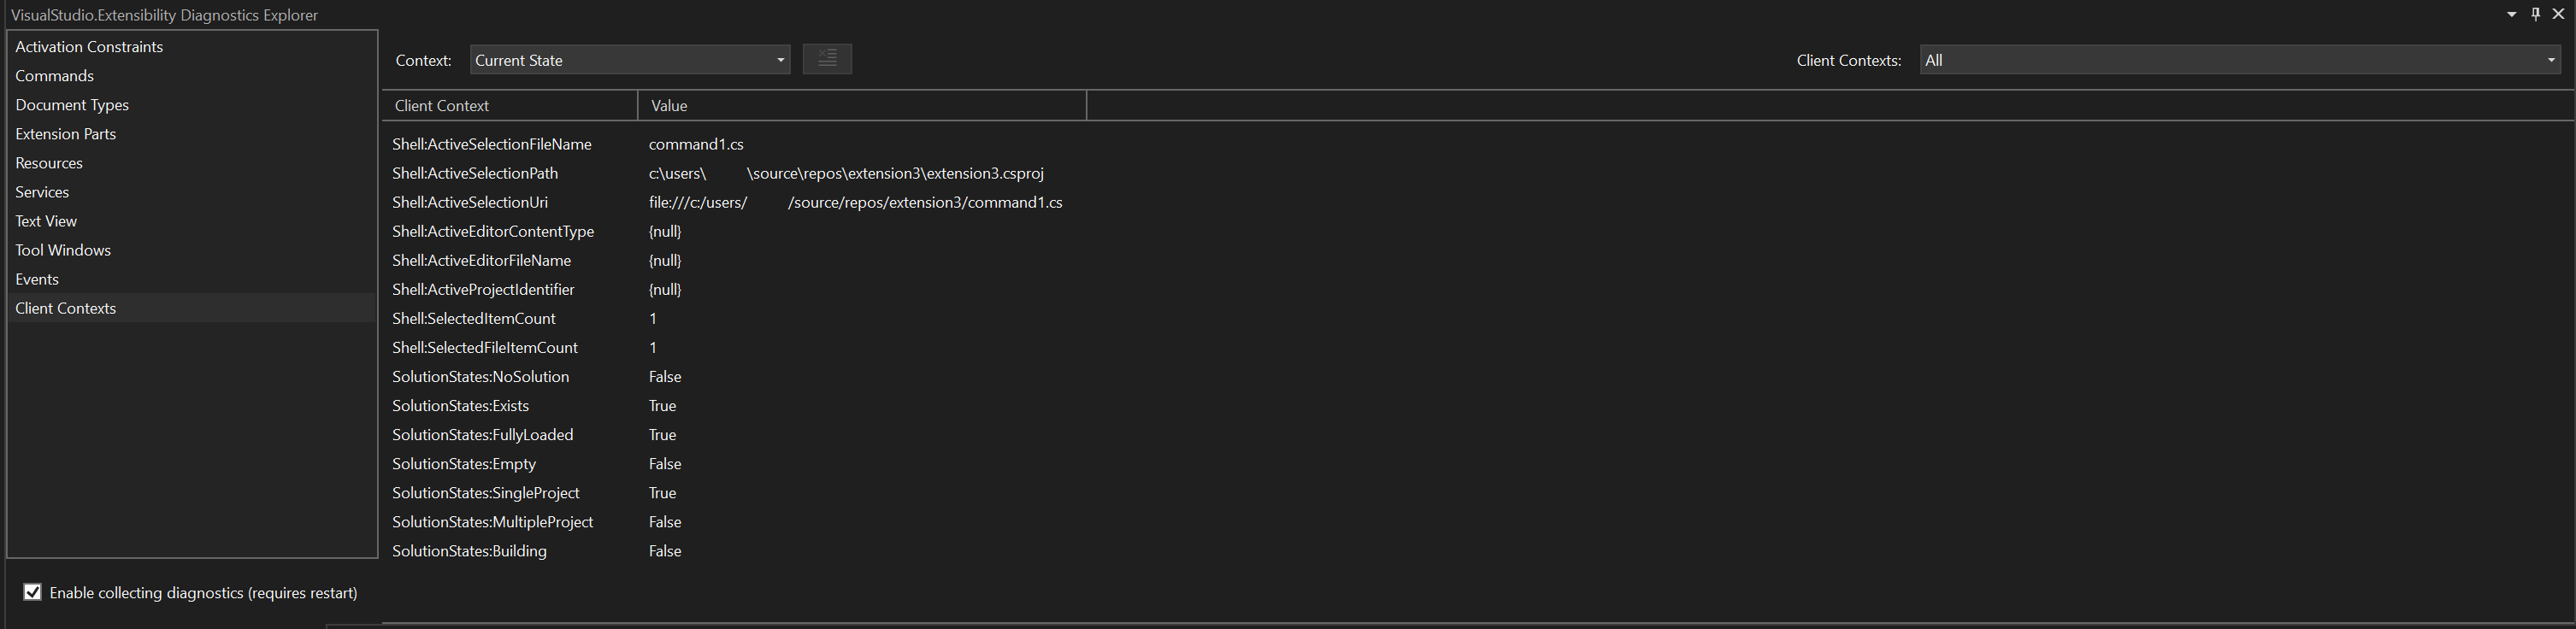 VisualStudio.Extensibility Diagnostics Explorer
Activation Constraints
Commands
Document Types
Extension Parts
Resources
Services
Text View
Tool Windows
Events
Client Contexts
Enable collecting diagnostics (requires restart)
Context: Current State
Client Contexts: All
Client Context Value
Shell:ActiveSelectionFileName command1.cs
Shell:ActiveSelectionPath c:\users\ \source\repos\extension3\extension3.csproj
Shell:ActiveSelectionUri file:///c:/users/ /source/repos/extension3/command1.cs
Shell:ActiveEditorContentType {null}
Shell:ActiveEditorFileName {null}
Shell:ActiveProjectIdentifier {null}
Shell:SelectedItemCount 1
Shell:SelectedFileItemCount 1
SolutionStates:NoSolution False
SolutionStates:Exists True
SolutionStates:FullyLoaded True
SolutionStates:Empty False
SolutionStates:SingleProject True
SolutionStates:MultipleProject False
SolutionStates:Building False